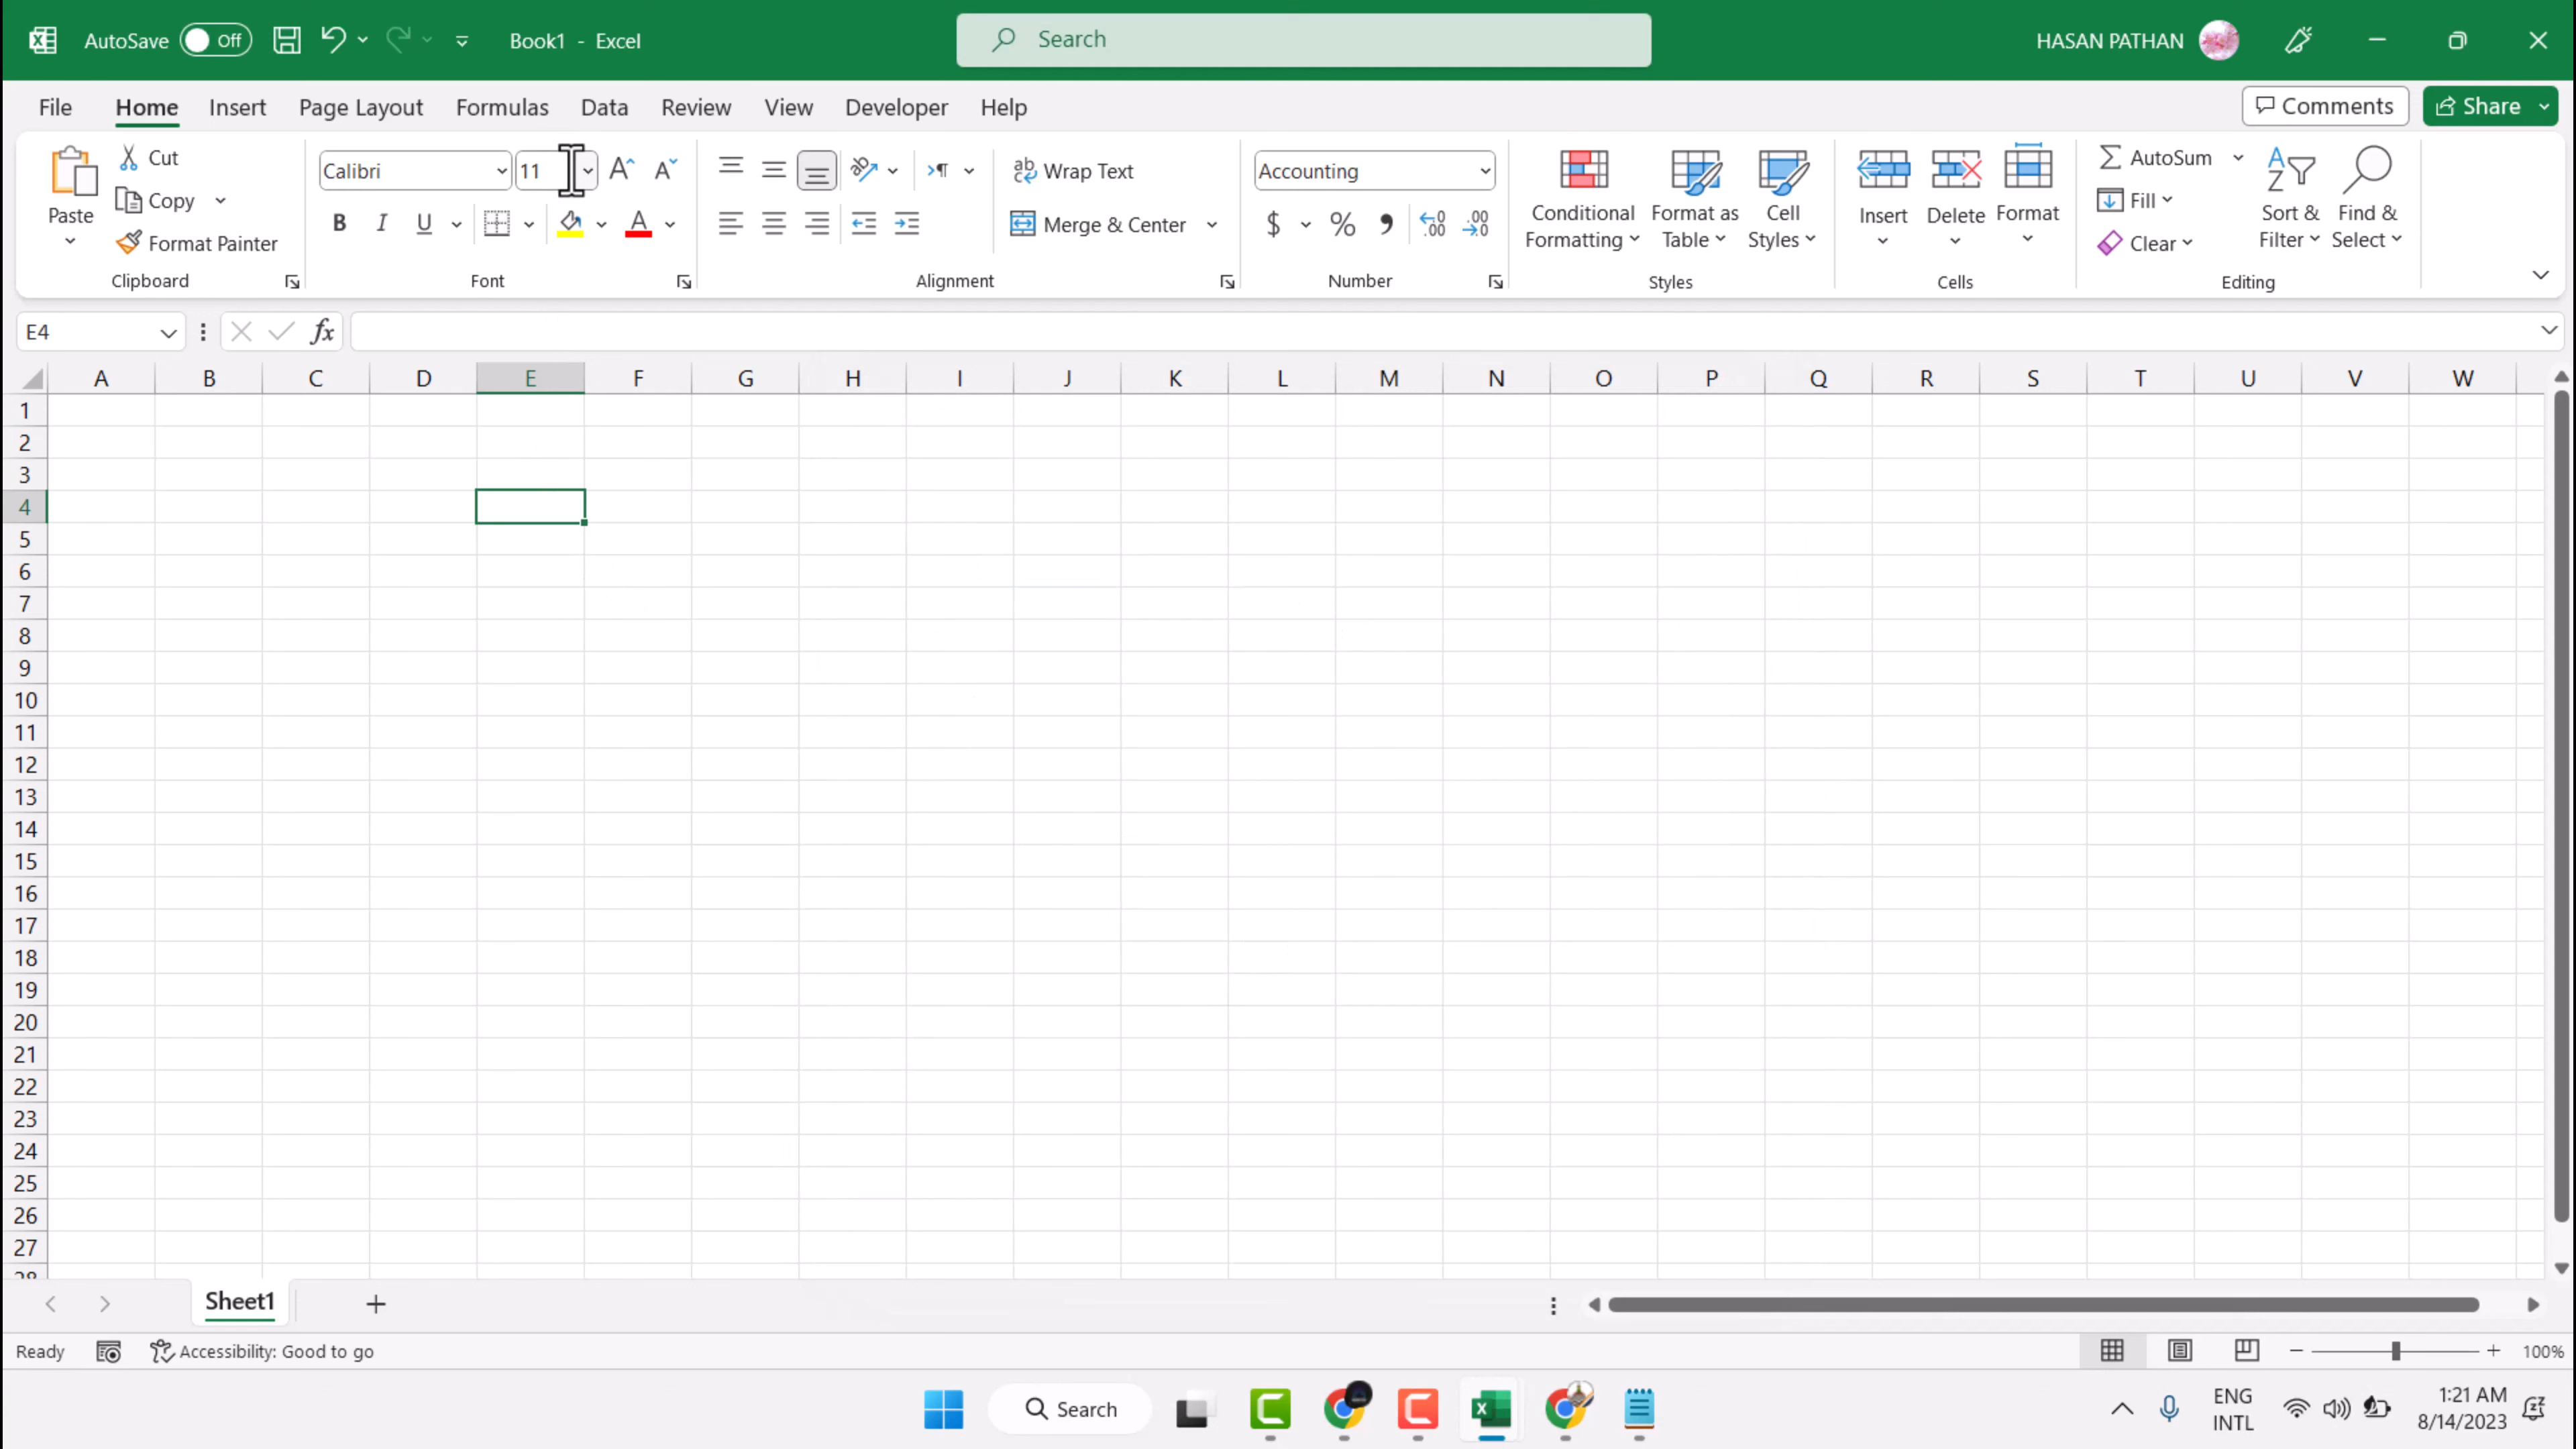 AutoSave Off Book1 - Excel Search HASAN PATHAN
File Home Insert Page Layout Formulas Data Review View Developer Help Comments Share
Paste Cut Copy Format Painter Clipboard
Calibri 11 B I U Font
Wrap Text Merge & Center Alignment
Accounting $ % Number
Conditional Formatting Format as Table Cell Styles Styles
Insert Delete Format Cells
AutoSum Fill Clear Sort & Filter Find & Select Editing
E4 fx
A B C D E F G H I J K L M N O P Q R S T U V W
1
2
3
4
5
6
7
8
9
10
11
12
13
14
15
16
17
18
19
20
21
22
23
24
25
26
27
28
Sheet1
Ready Accessibility: Good to go 100%
Search ENG 1:21 AM
INTL 8/14/2023